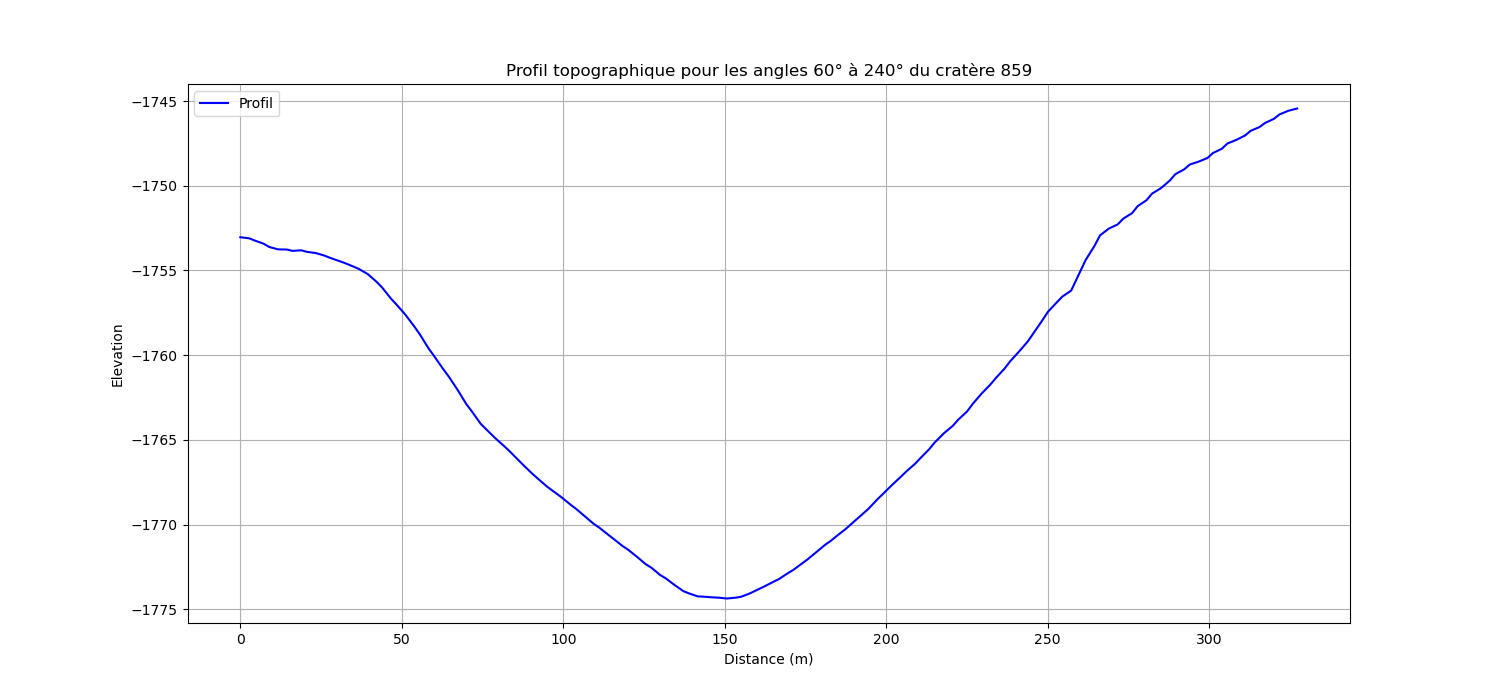 Profil topographique pour les angles 60° à 240° du cratère 859
Profil
Elevation
−1745
−1750
−1755
−1760
−1765
−1770
−1775
0 50 100 150 200 250 300
Distance (m)